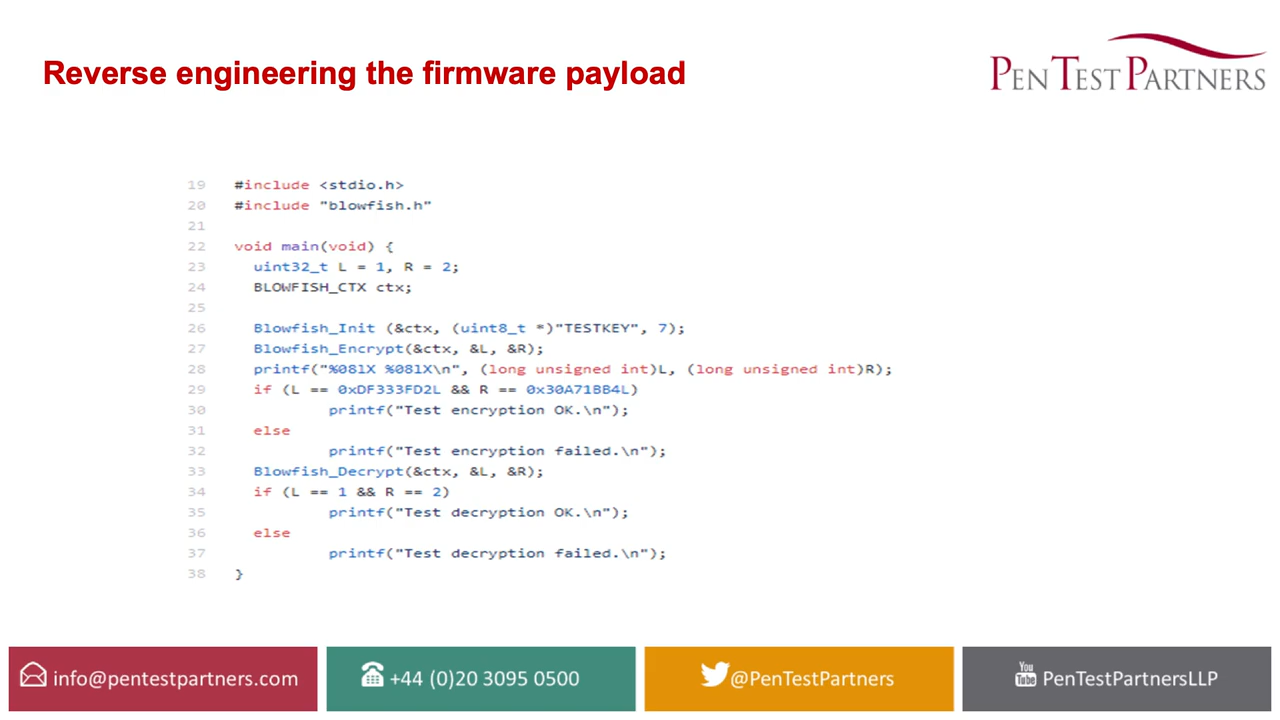 Reverse engineering the firmware payload
PEN TEST PARTNERS
19 #include <stdio.h>
20 #include "blowfish.h"
21
22 void main(void) {
23 uint32_t L = 1, R = 2;
24 BLOWFISH_CTX ctx;
25
26 Blowfish_Init (&ctx, (uint8_t *)"TESTKEY", 7);
27 Blowfish_Encrypt(&ctx, &L, &R);
28 printf("%08lX %08lX\n", (long unsigned int)L, (long unsigned int)R);
29 if (L == 0xDF333FD2L && R == 0x30A71BB4L)
30 printf("Test encryption OK.\n");
31 else
32 printf("Test encryption failed.\n");
33 Blowfish_Decrypt(&ctx, &L, &R);
34 if (L == 1 && R == 2)
35 printf("Test decryption OK.\n");
36 else
37 printf("Test decryption failed.\n");
38 }
info@pentestpartners.com
+44 (0)20 3095 0500
@PenTestPartners
You Tube PenTestPartnersLLP